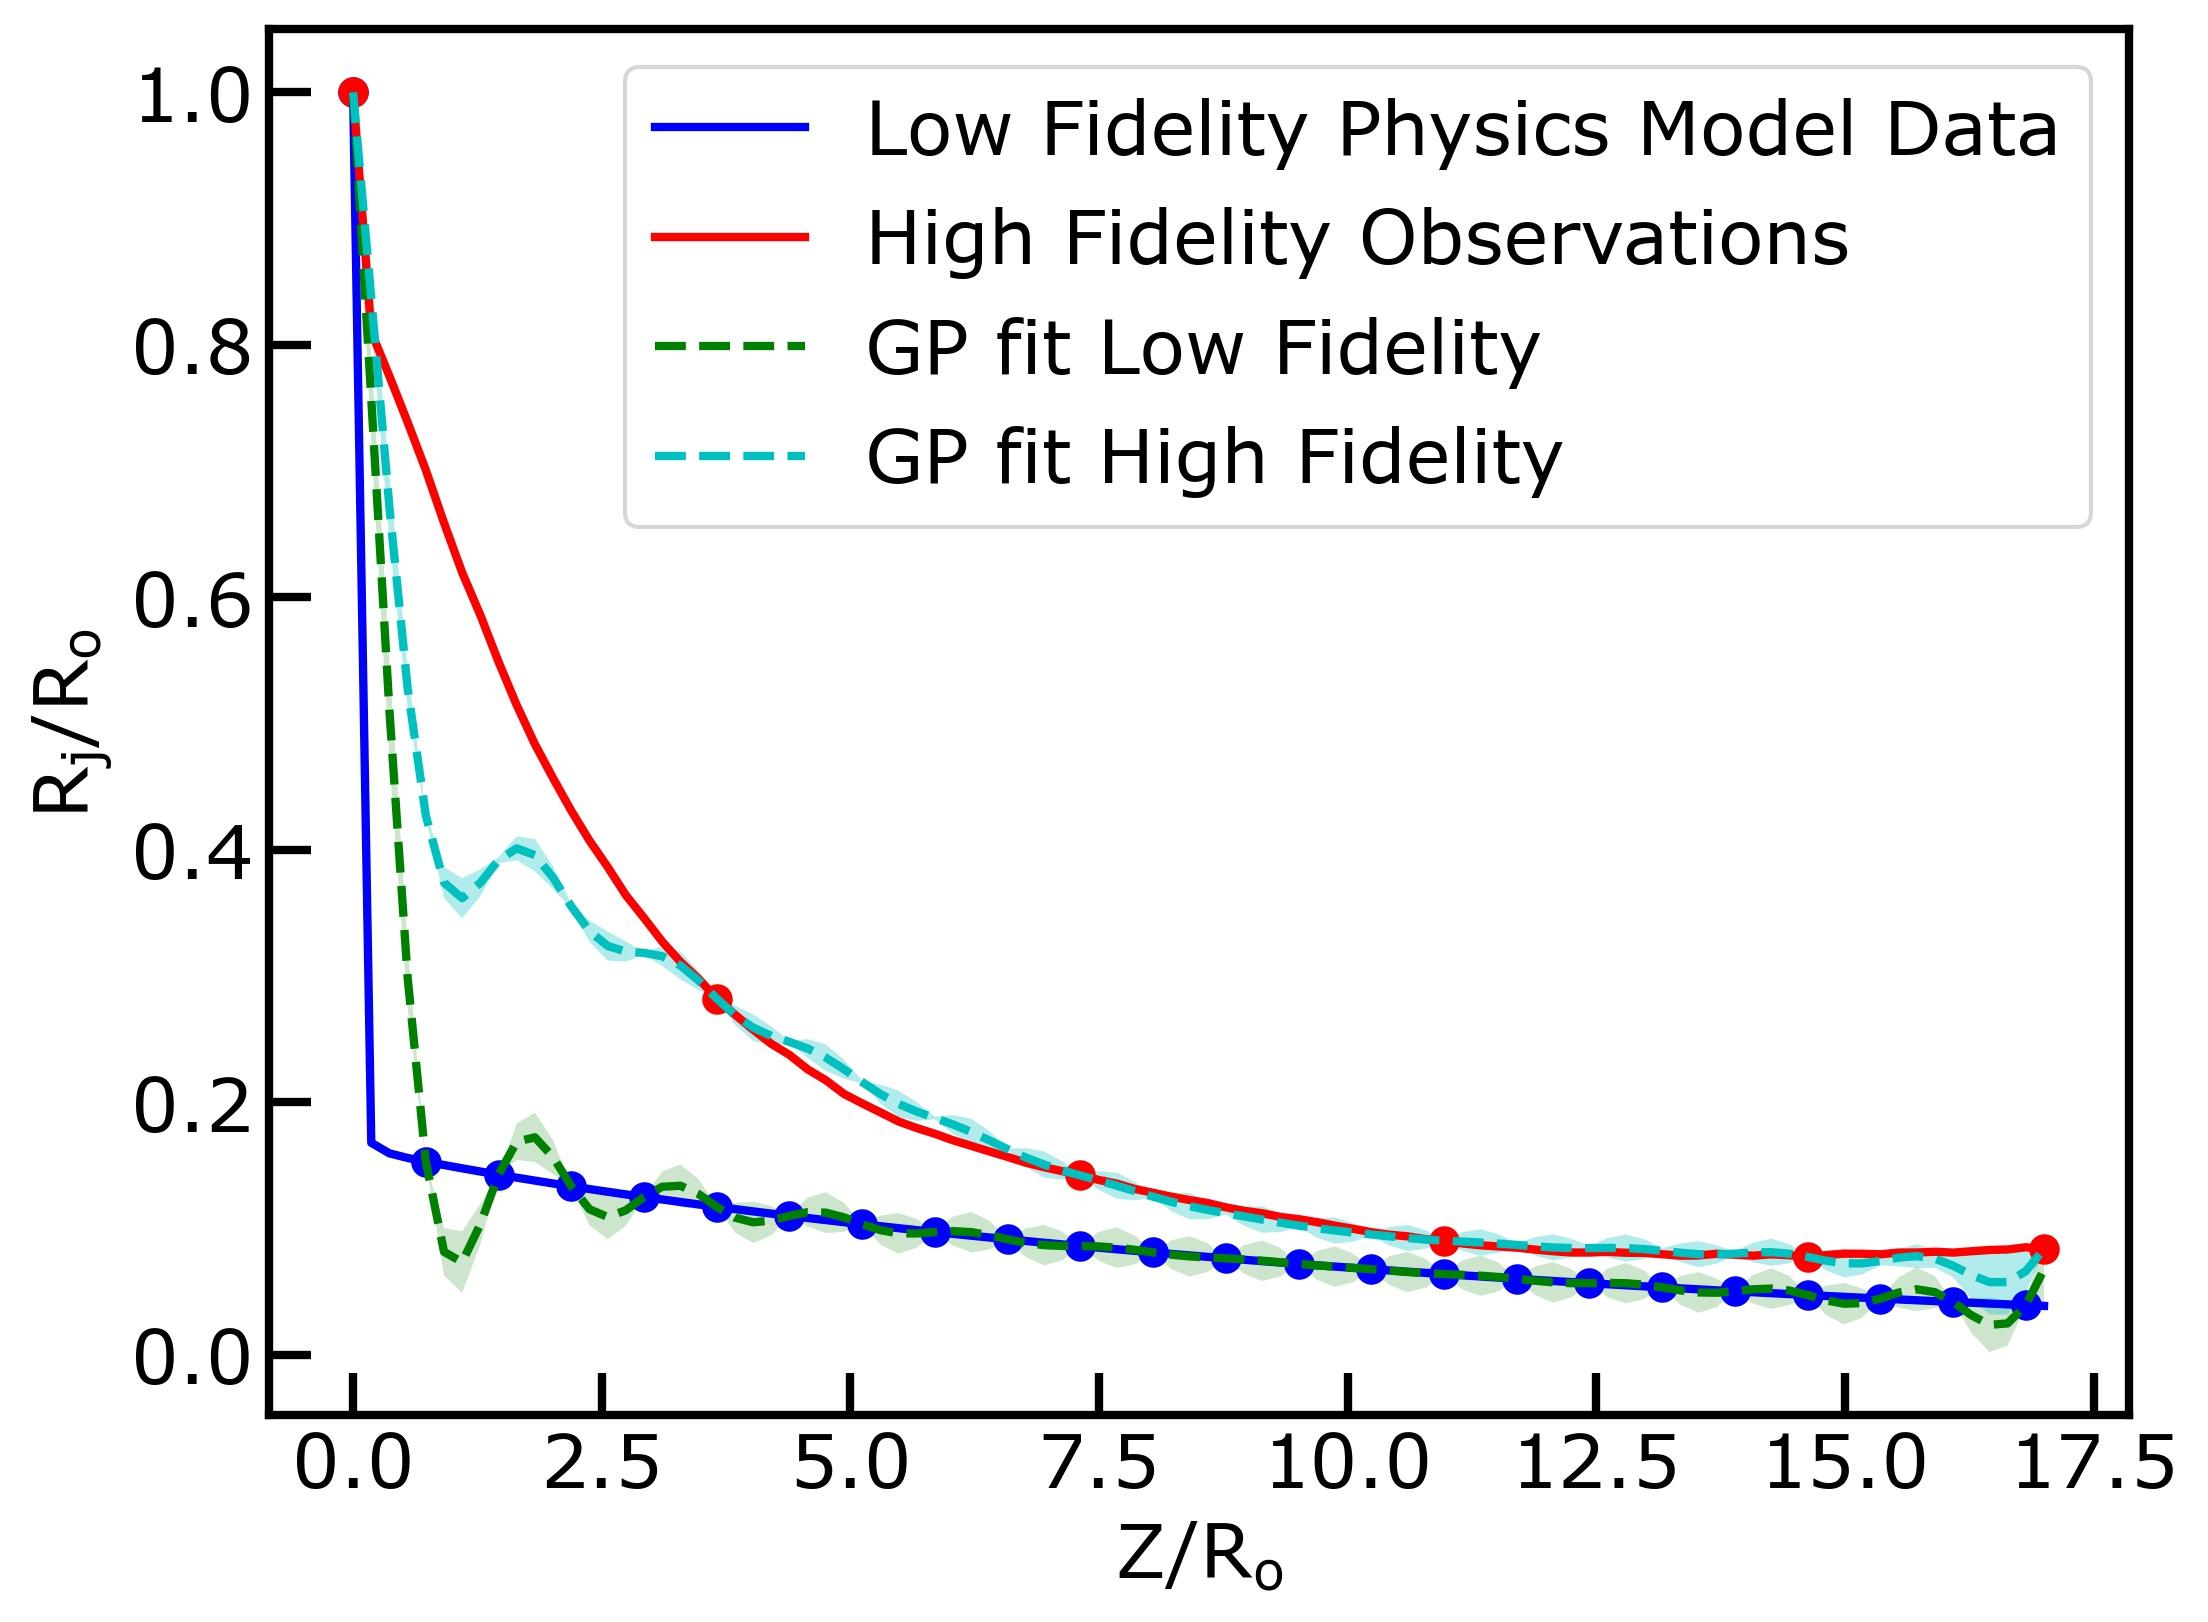 1.0
0.8
0.6
0.4
0.2
0.0
Rj/Ro
Low Fidelity Physics Model Data
High Fidelity Observations
GP fit Low Fidelity
GP fit High Fidelity
0.0 2.5 5.0 7.5 10.0 12.5 15.0 17.5
Z/Ro